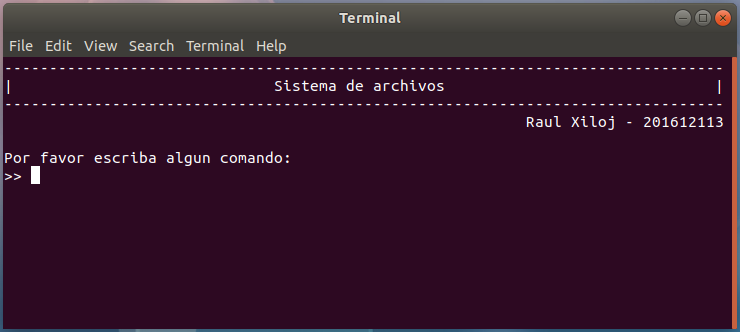 Terminal
File Edit View Search Terminal Help
--------------------------------------------------------------------------------
| Sistema de archivos |
--------------------------------------------------------------------------------
Raul Xiloj - 201612113
Por favor escriba algun comando:
>>